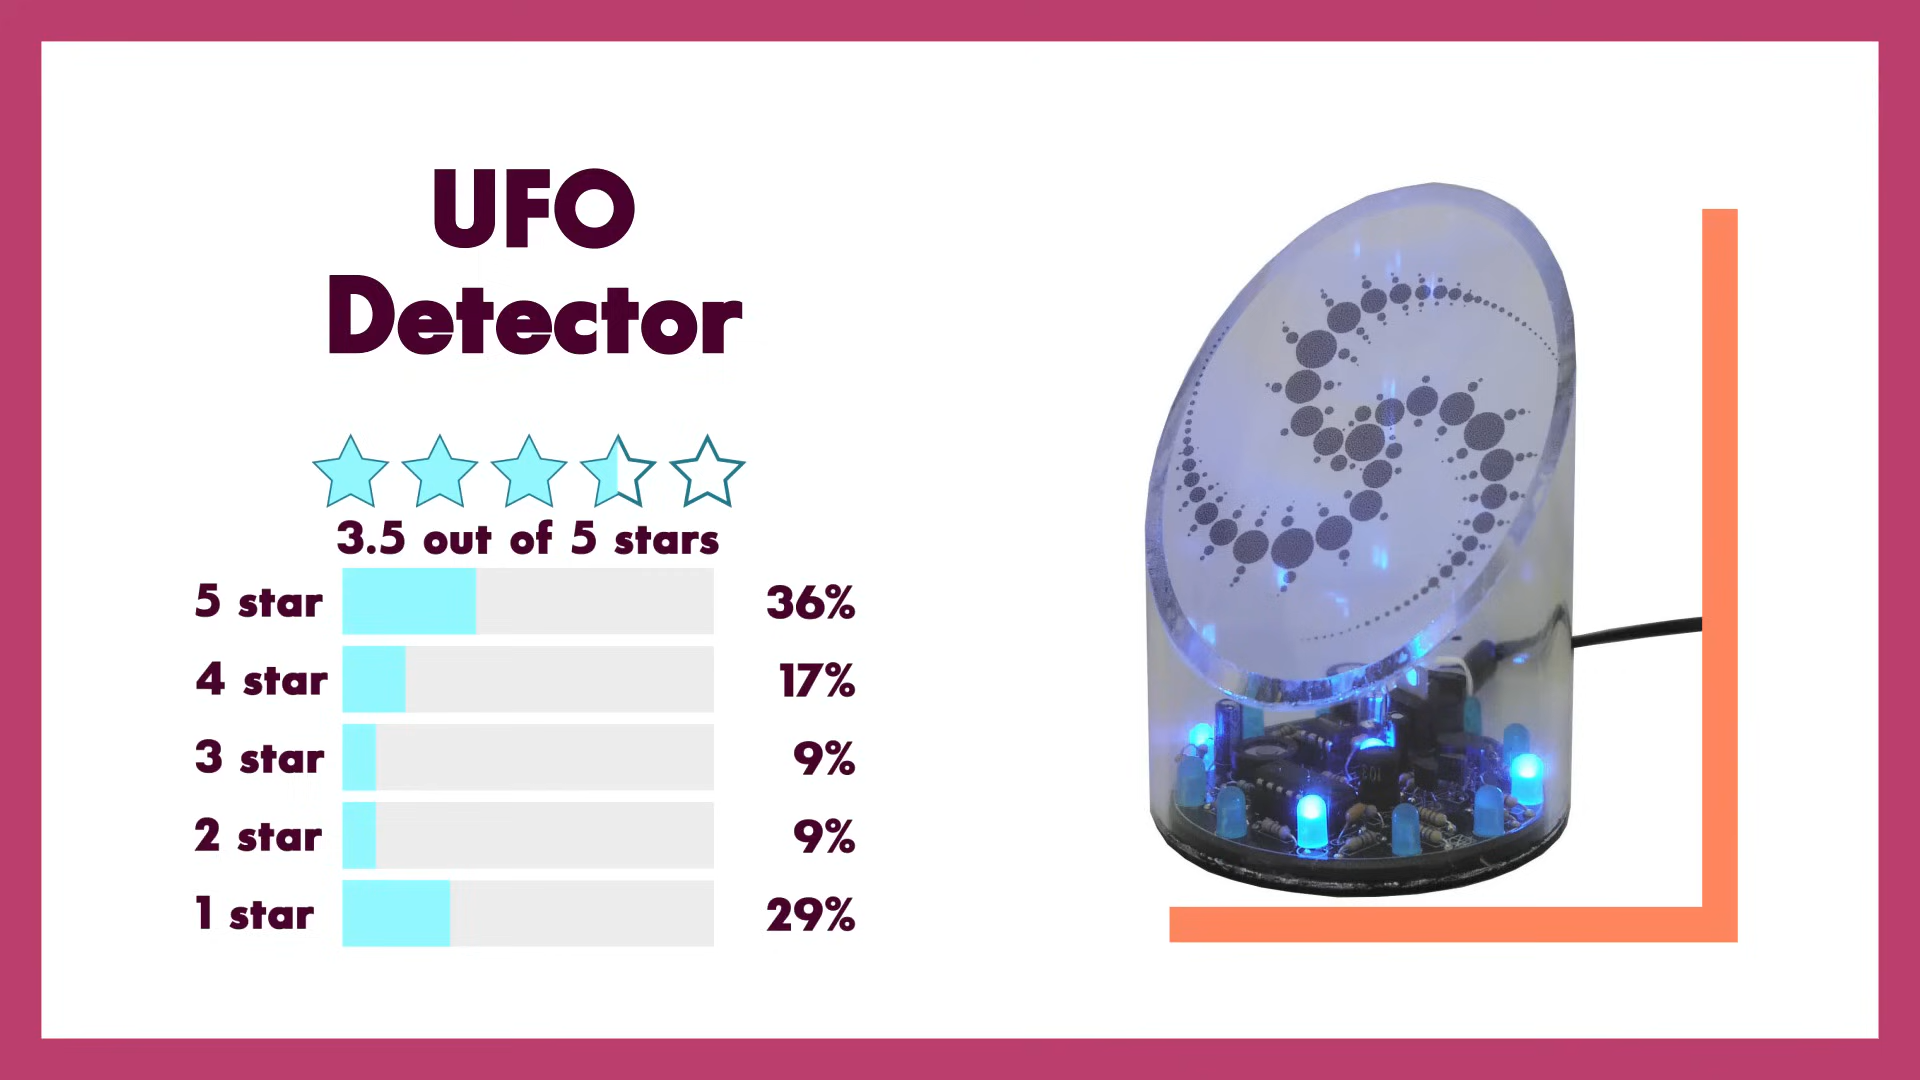 UFO
Detector
3.5 out of 5 stars
5 star 36%
4 star 17%
3 star 9%
2 star 9%
1 star 29%